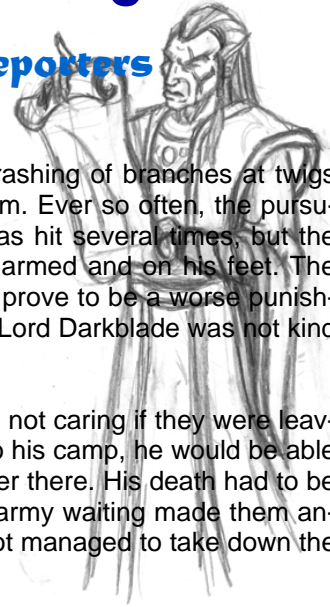 eporters
rashing of branches at twigs
m. Ever so often, the pursu-
as hit several times, but the
armed and on his feet. The
prove to be a worse punish-
Lord Darkblade was not kind
not caring if they were leav-
o his camp, he would be able
er there. His death had to be
army waiting made them an-
ot managed to take down the